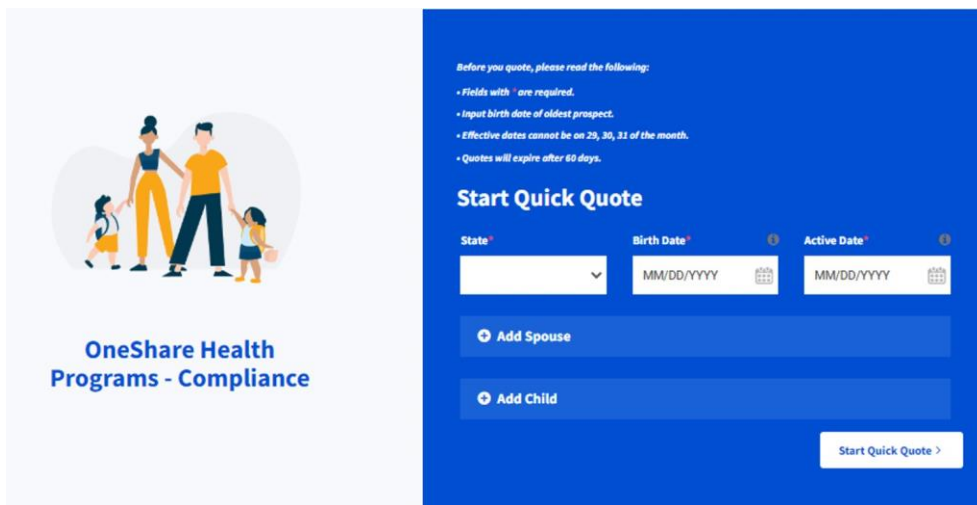 Before you quote, please read the following:
• Fields with * are required.
• Input birth date of oldest prospect.
• Effective dates cannot be on 29, 30, 31 of the month.
• Quotes will expire after 60 days.
Start Quick Quote
State* Birth Date* Active Date*
MM/DD/YYYY MM/DD/YYYY
Add Spouse
Add Child
Start Quick Quote >
OneShare Health
Programs - Compliance